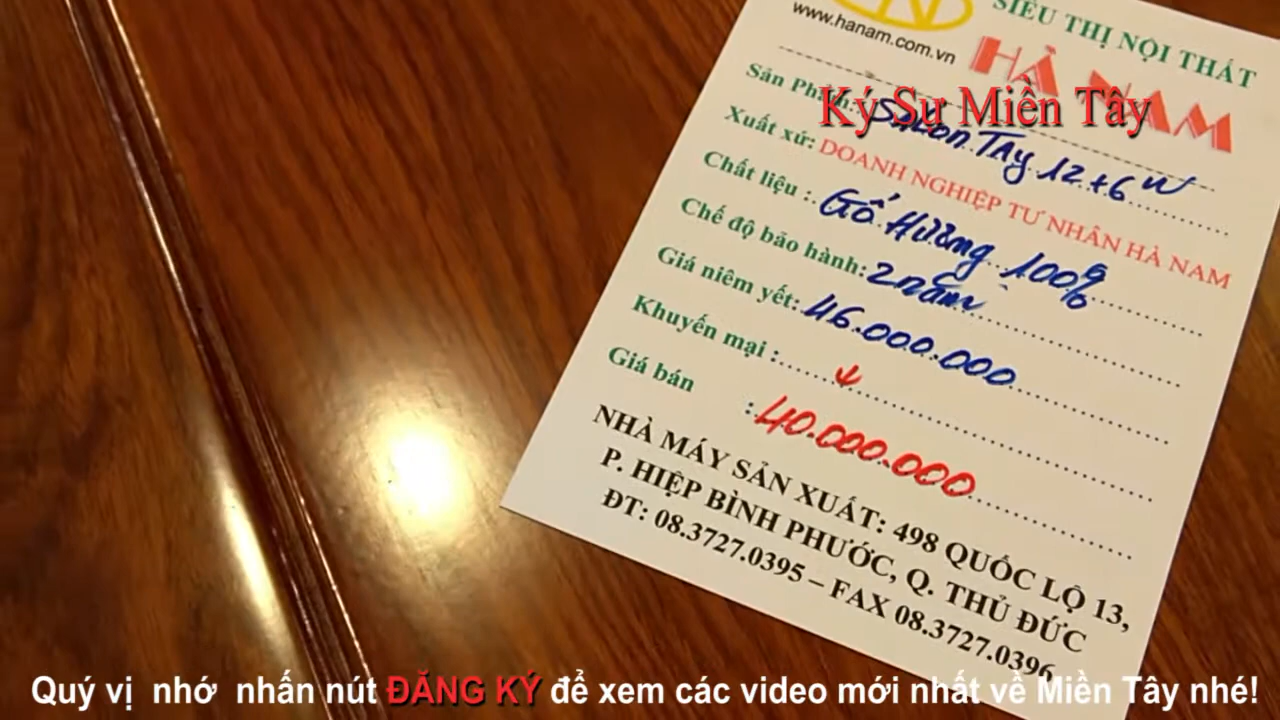 SIÊU THỊ NỘI THẤT
www.hanam.com.vn
HÀ NAM
Ký Sự Miền Tây
Sản Phẩm: Salon Tay 12 + 6 W
Xuất xứ: DOANH NGHIỆP TƯ NHÂN HÀ NAM
Chất liệu : Gỗ Hương 100%
Chế độ bảo hành: 2 năm
Giá niêm yết: 46.000.000
Khuyến mại :
Giá bán : 40.000.000
NHÀ MÁY SẢN XUẤT: 498 QUỐC LỘ 13,
P. HIỆP BÌNH PHƯỚC, Q. THỦ ĐỨC
ĐT: 08.3727.0395 – FAX 08.3727.0396
Quý vị nhớ nhấn nút ĐĂNG KÝ để xem các video mới nhất về Miền Tây nhé!